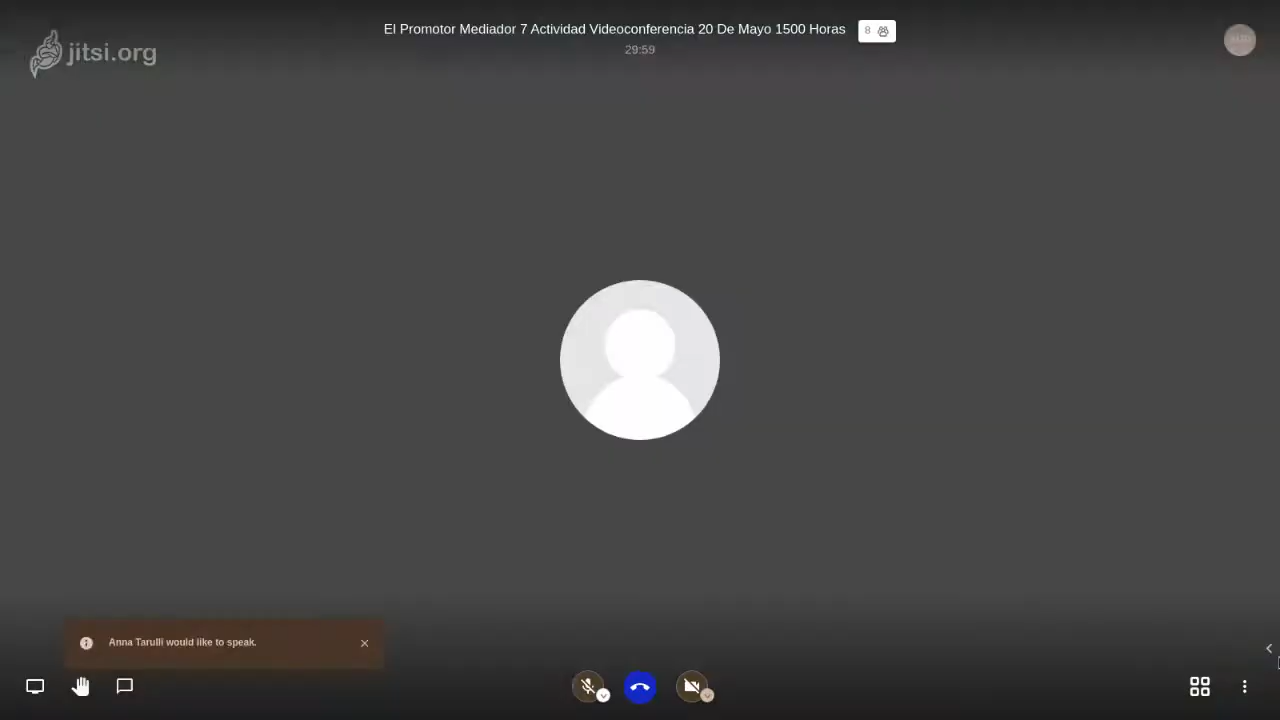 El Promotor Mediador 7 Actividad Videoconferencia 20 De Mayo 1500 Horas
8
29:59
jitsi.org
Anna Tarulli would like to speak.